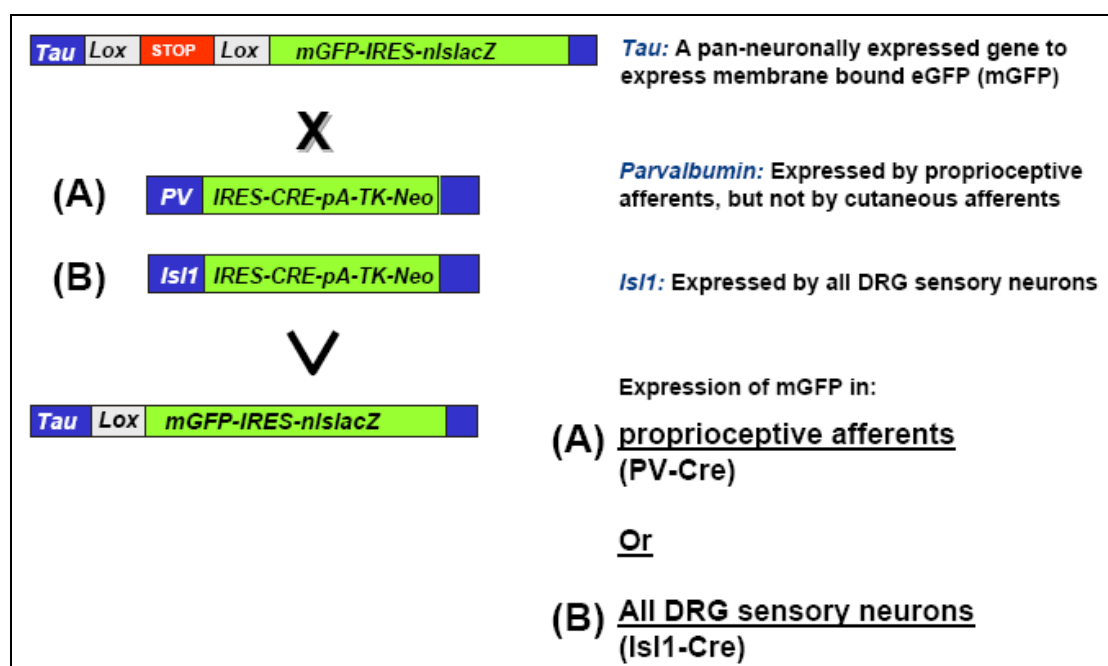 Tau Lox STOP Lox mGFP-IRES-nlslacZ
Tau: A pan-neuronally expressed gene to
express membrane bound eGFP (mGFP)
X
(A) PV IRES-CRE-pA-TK-Neo
Parvalbumin: Expressed by proprioceptive
afferents, but not by cutaneous afferents
(B) Isl1 IRES-CRE-pA-TK-Neo
Isl1: Expressed by all DRG sensory neurons
Tau Lox mGFP-IRES-nlslacZ
Expression of mGFP in:
(A) proprioceptive afferents
(PV-Cre)
Or
(B) All DRG sensory neurons
(Isl1-Cre)